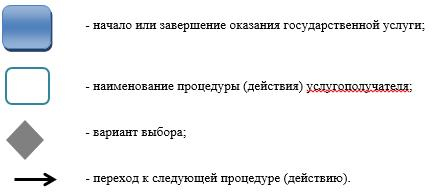 - начало или завершение оказания государственной услуги;
- наименование процедуры (действия) услугополучателя;
- вариант выбора;
- переход к следующей процедуре (действию).